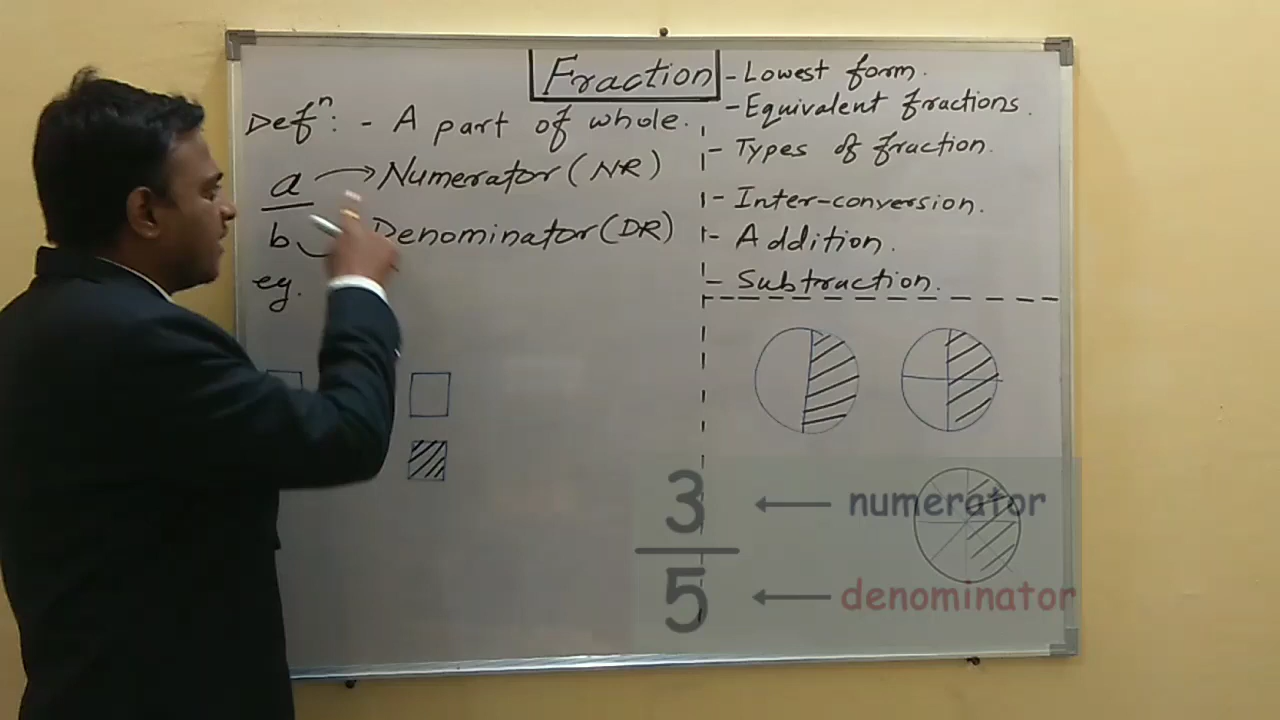 Fraction
Defⁿ: - A part of whole.
a → Numerator (NR)
b Denominator (DR)
eg.
- Lowest form.
- Equivalent fractions.
- Types of fraction.
- Inter-conversion.
- Addition.
- Subtraction.
3 ← numerator
5 ← denominator